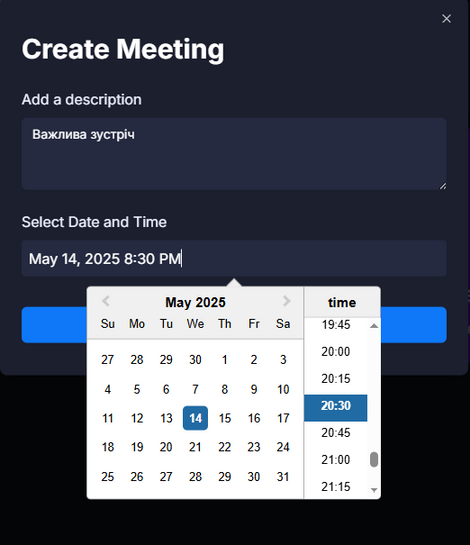 Create Meeting
Add a description
Важлива зустріч
Select Date and Time
May 14, 2025 8:30 PM
May 2025
Su Mo Tu We Th Fr Sa
27 28 29 30 1 2 3
4 5 6 7 8 9 10
11 12 13 14 15 16 17
18 19 20 21 22 23 24
25 26 27 28 29 30 31
time
19:45
20:00
20:15
20:30
20:45
21:00
21:15